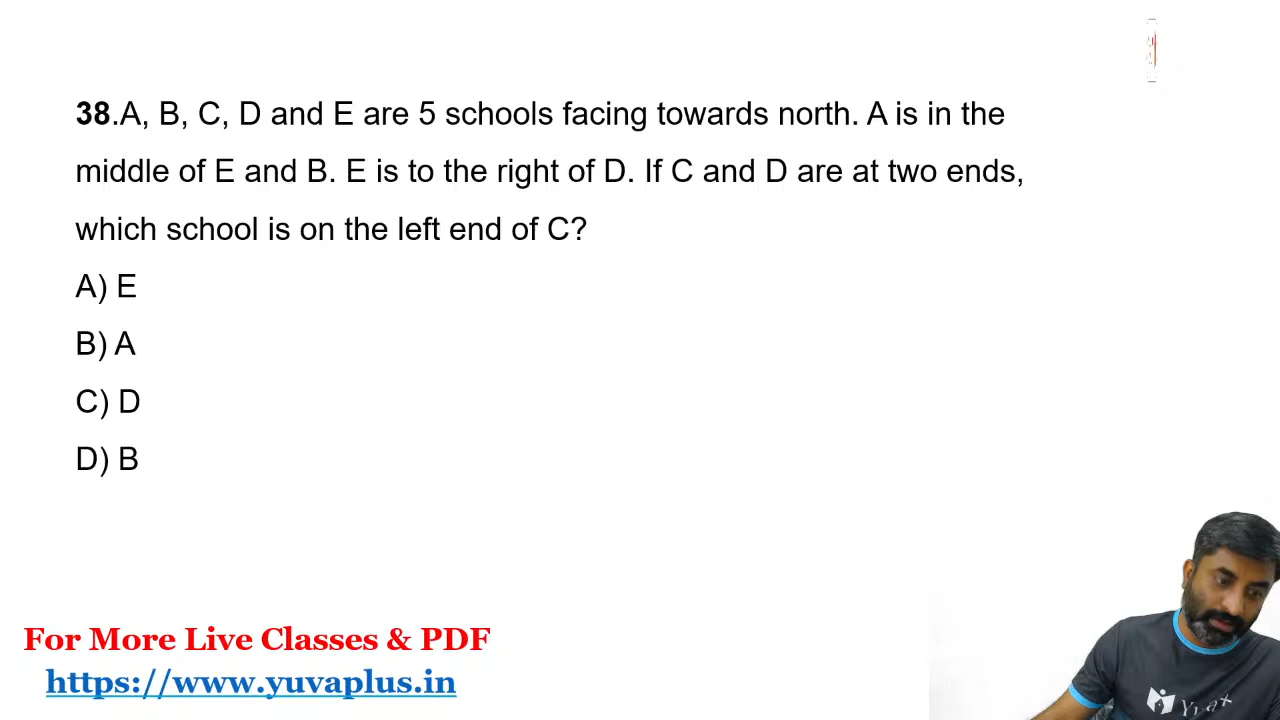 38.A, B, C, D and E are 5 schools facing towards north. A is in the
middle of E and B. E is to the right of D. If C and D are at two ends,
which school is on the left end of C?
A) E
B) A
C) D
D) B
For More Live Classes & PDF
https://www.yuvaplus.in